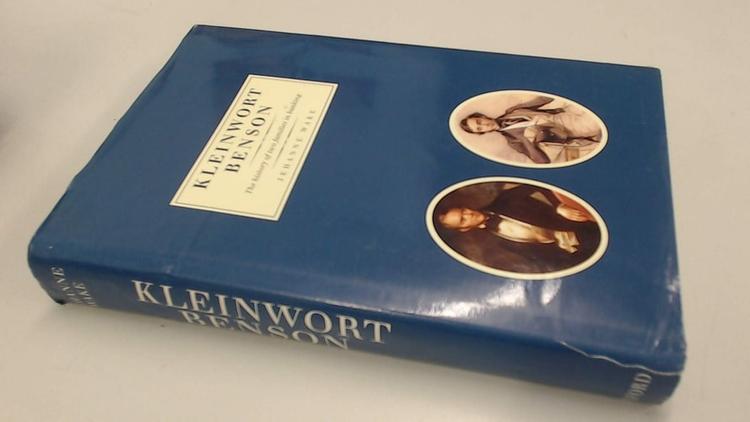 KLEINWORT
BENSON
The history of two families in banking
JEHANNE WAKE
KLEINWORT
BENSON